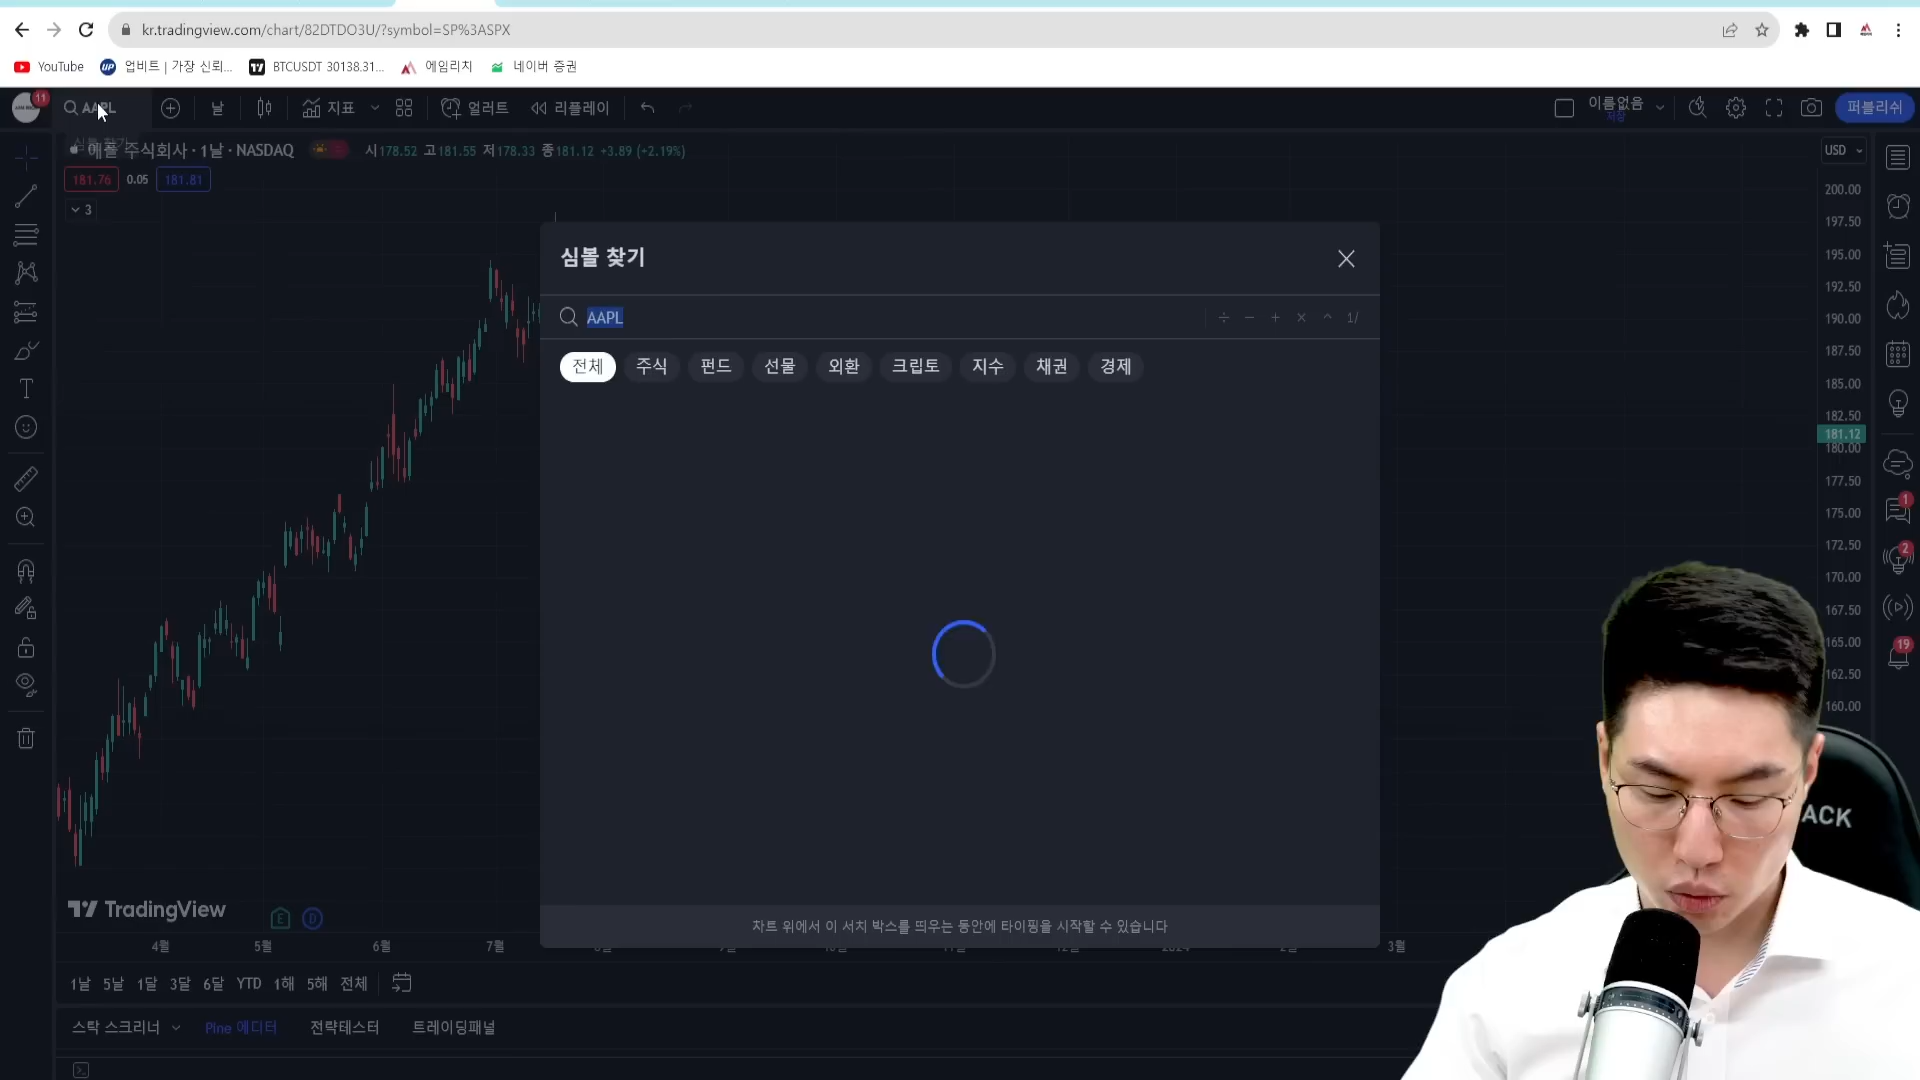 kr.tradingview.com/chart/82DTDO3U/?symbol=SP%3ASPX
YouTube
UP 업비트 | 가장 신뢰...
BTCUSDT 30138.31...
에임리치
네이버 증권
11
AAPL
날
지표
얼러트
리플레이
이름없음
저장
퍼블리쉬
애플 주식회사 · 1날 · NASDAQ
시178.52 고181.55 저178.33 종181.12 +3.89 (+2.19%)
181.76 0.05 181.81
3
USD
200.00
197.50
195.00
192.50
190.00
187.50
185.00
182.50
181.12
180.00
177.50
175.00
172.50
170.00
167.50
165.00
162.50
160.00
심볼 찾기
AAPL
÷ − + × ^ 1/
전체 주식 펀드 선물 외환 크립토 지수 채권 경제
차트 위에서 이 서치 박스를 띄우는 동안에 타이핑을 시작할 수 있습니다
1
2
19
ACK
TradingView
E D
4월 5월 6월 7월 2024 3월
1날 5날 1달 3달 6달 YTD 1해 5해 전체
스탁 스크리너 Pine 에디터 전략테스터 트레이딩패널